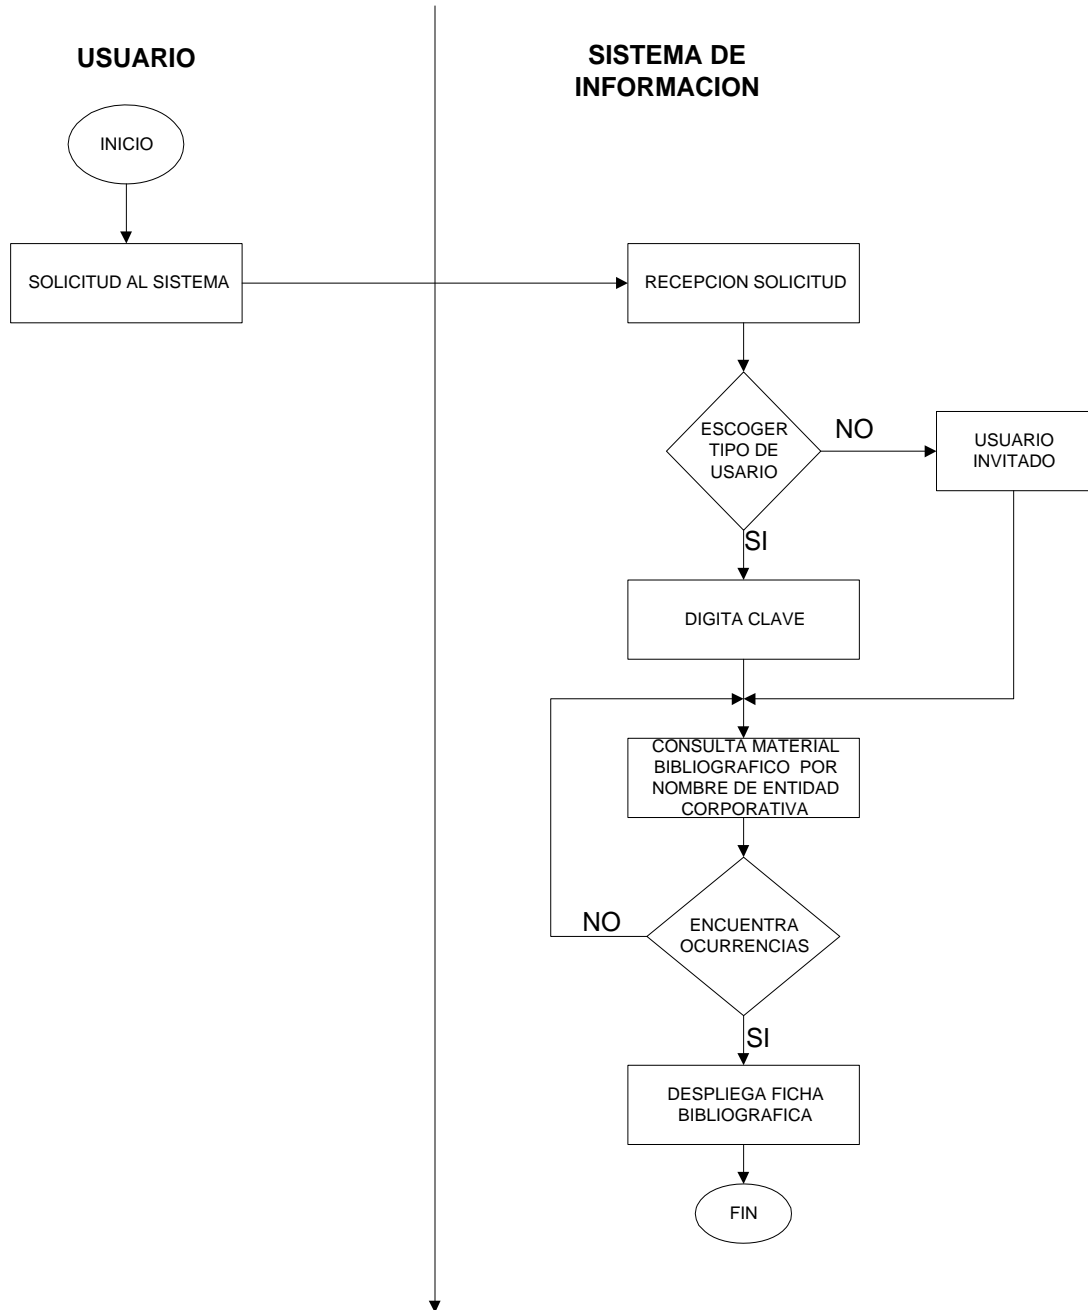 USUARIO
SISTEMA DE
INFORMACION
INICIO
SOLICITUD AL SISTEMA
RECEPCION SOLICITUD
ESCOGER
TIPO DE
USARIO
NO
USUARIO
INVITADO
SI
DIGITA CLAVE
CONSULTA MATERIAL
BIBLIOGRAFICO POR
NOMBRE DE ENTIDAD
CORPORATIVA
NO
ENCUENTRA
OCURRENCIAS
SI
DESPLIEGA FICHA
BIBLIOGRAFICA
FIN